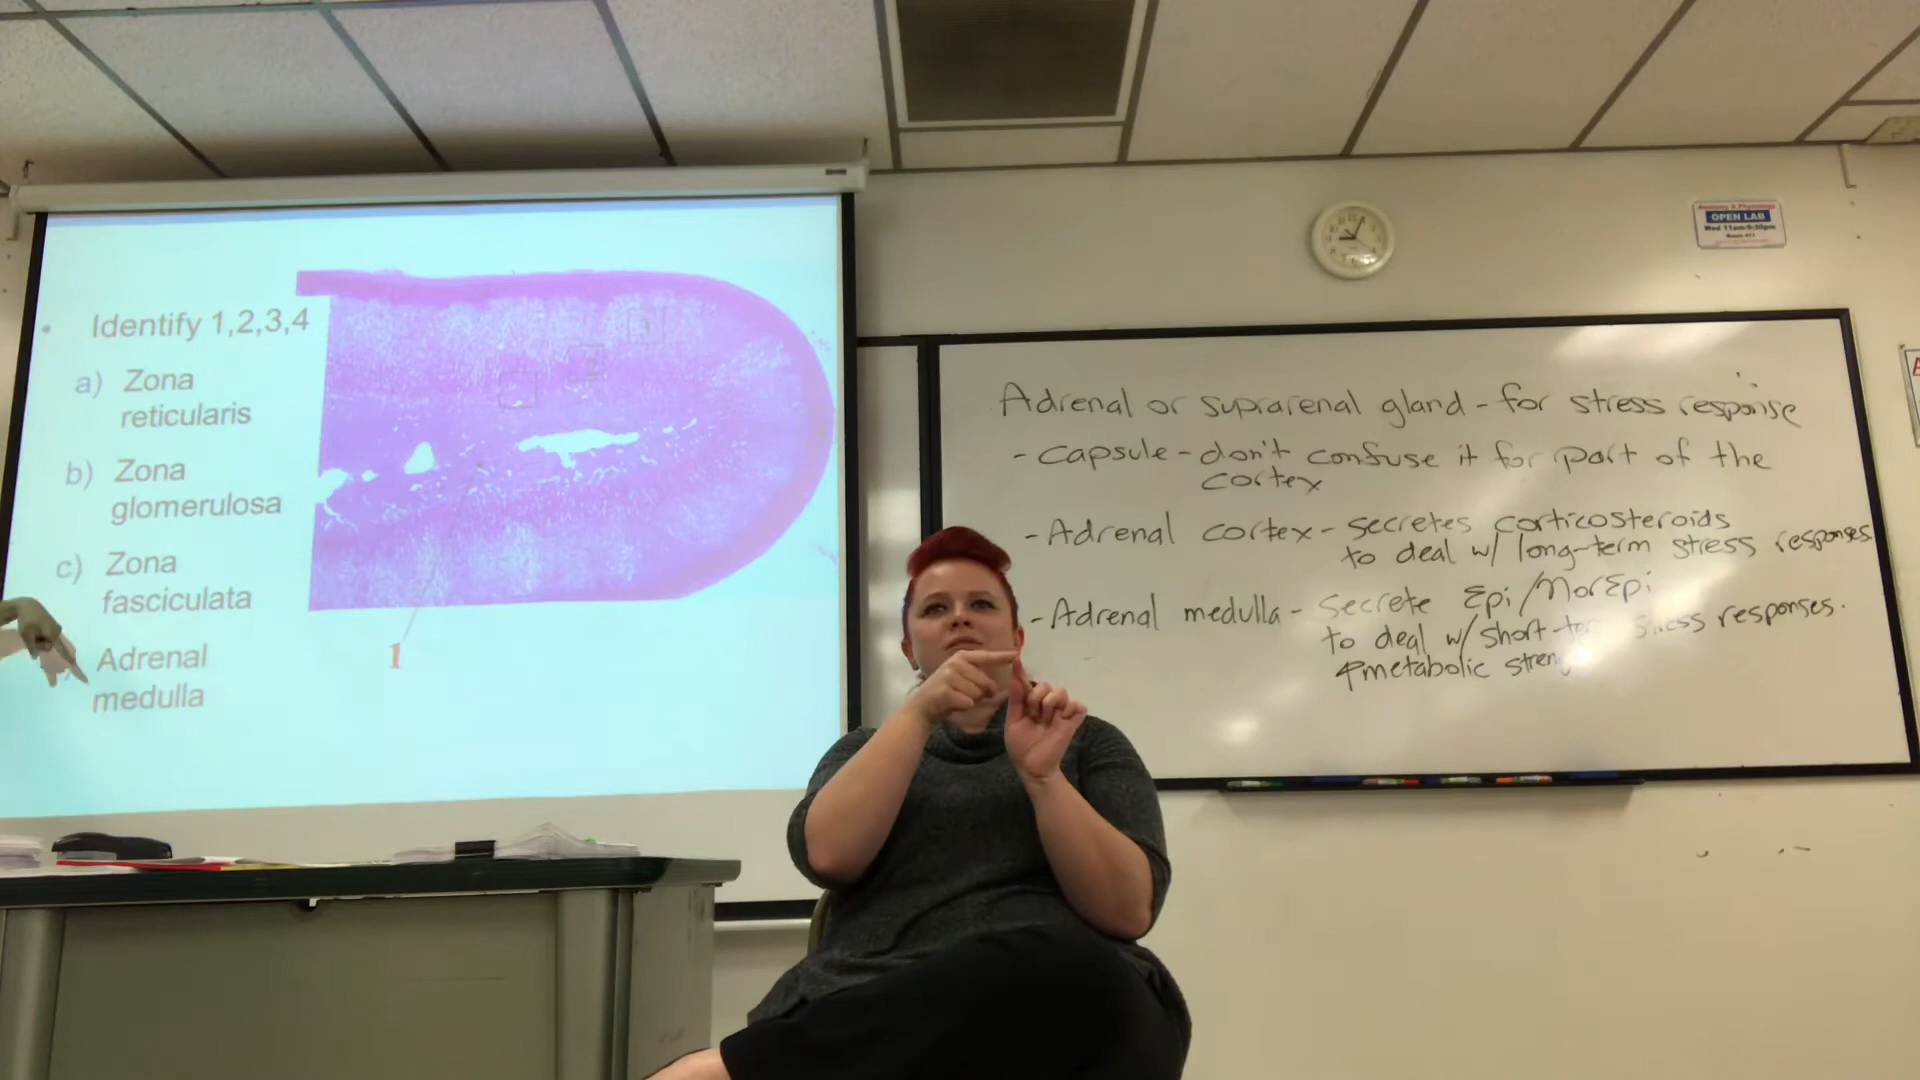 Identify 1,2,3,4
a) Zona
reticularis
b) Zona
glomerulosa
c) Zona
fasciculata
Adrenal
medulla
1
OPEN LAB
Adrenal or suprarenal gland - for stress response
- capsule - don't confuse it for part of the
cortex
- Adrenal cortex - secretes corticosteroids
to deal w/ long-term stress responses.
- Adrenal medulla - secrete Epi/NorEpi
to deal w/ short- stress responses.
metabolic